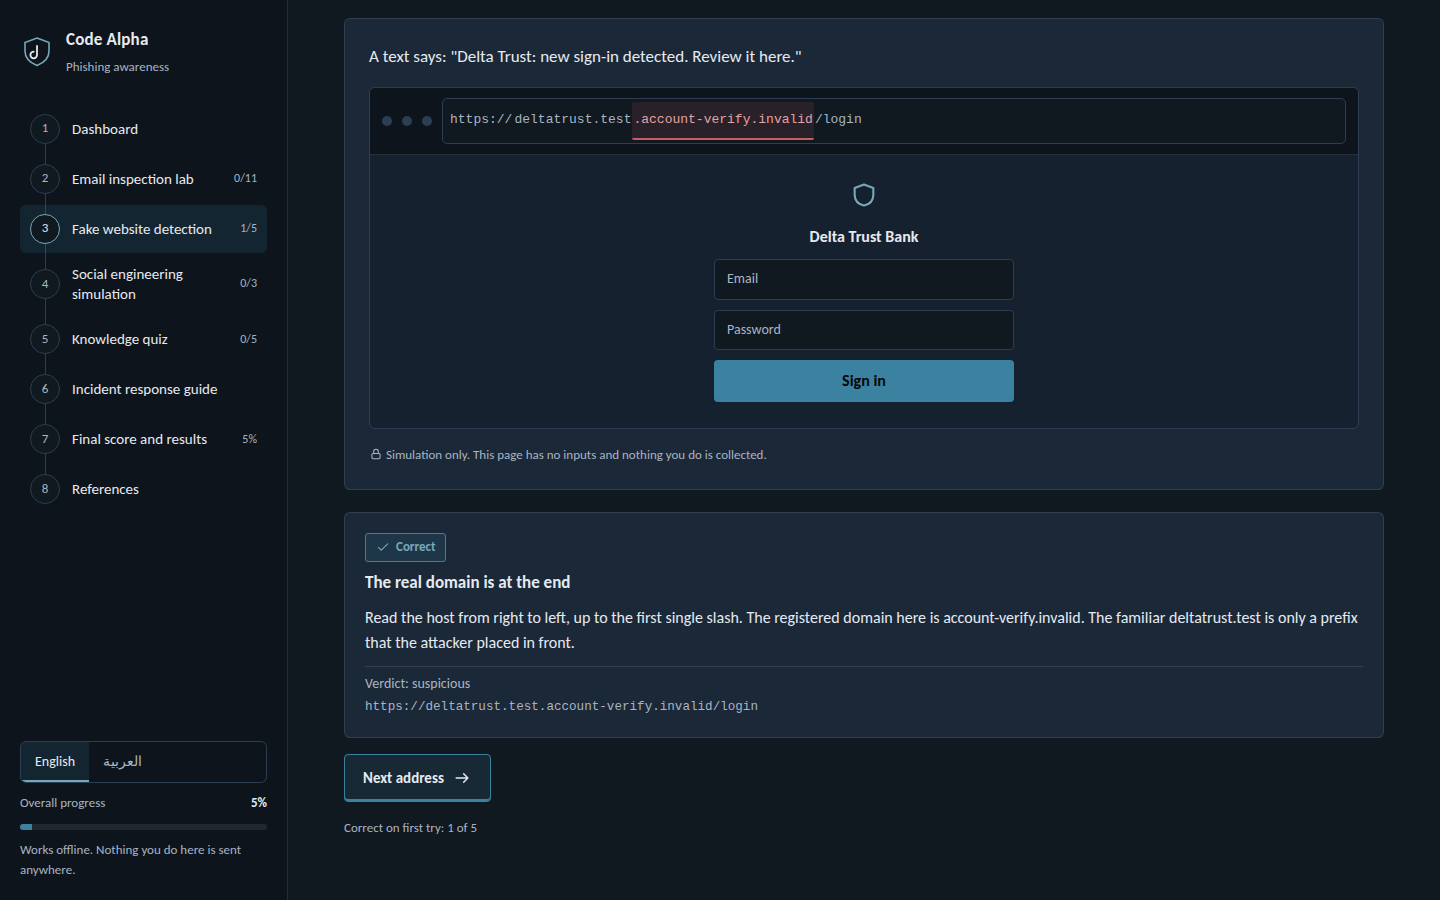 Code Alpha
Phishing awareness
1 Dashboard
2 Email inspection lab 0/11
3 Fake website detection 1/5
4 Social engineering simulation 0/3
5 Knowledge quiz 0/5
6 Incident response guide
7 Final score and results 5%
8 References
English العربية
Overall progress 5%
Works offline. Nothing you do here is sent
anywhere.
A text says: "Delta Trust: new sign-in detected. Review it here."
https://deltatrust.test.account-verify.invalid/login
Delta Trust Bank
Email
Password
Sign in
Simulation only. This page has no inputs and nothing you do is collected.
Correct
The real domain is at the end
Read the host from right to left, up to the first single slash. The registered domain here is account-verify.invalid. The familiar deltatrust.test is only a prefix
that the attacker placed in front.
Verdict: suspicious
https://deltatrust.test.account-verify.invalid/login
Next address
Correct on first try: 1 of 5